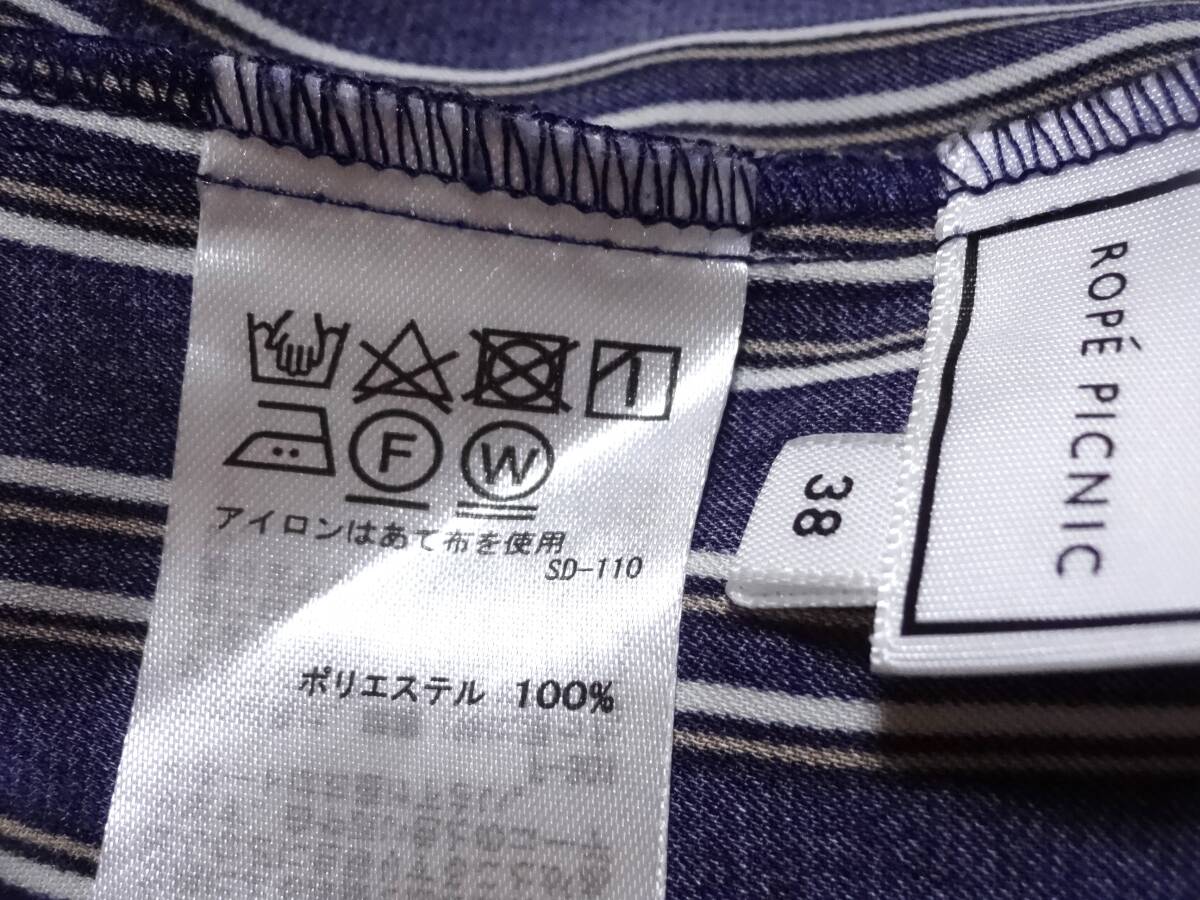 F W
アイロンはあて布を使用
SD-110
ポリエステル 100%
38
ROPÉ PICNIC